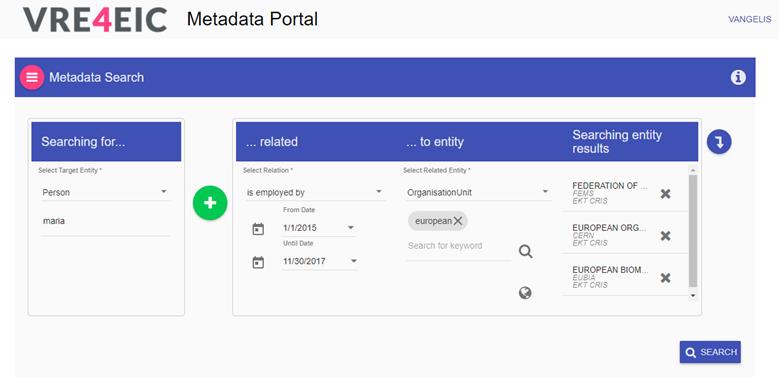 VRE4EIC Metadata Portal
VANGELIS
Metadata Search
Searching for...
Select Target Entity *
Person
maria
... related
Select Relation *
is employed by
From Date
1/1/2015
Until Date
11/30/2017
... to entity
Select Related Entity *
OrganisationUnit
european
Search for keyword
Searching entity
results
FEDERATION OF ...
FEMS
EKT CRIS
EUROPEAN ORG...
CERN
EKT CRIS
EUROPEAN BIOM...
EUBIA
EKT CRIS
SEARCH